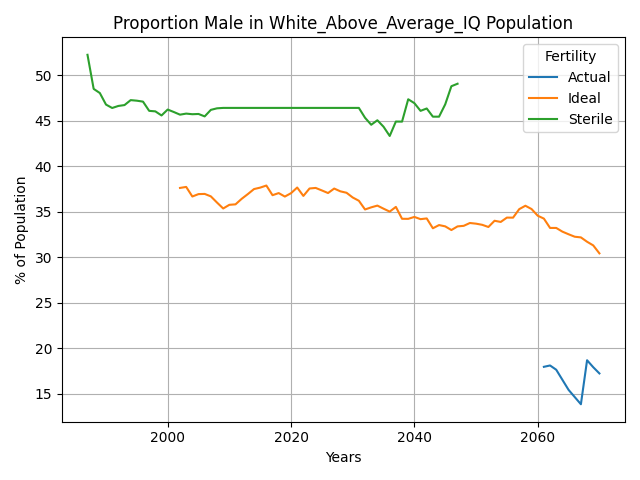 Proportion Male in White_Above_Average_IQ Population
% of Population
50
45
40
35
30
25
20
15
2000
2020
2040
2060
Years
Fertility
Actual
Ideal
Sterile